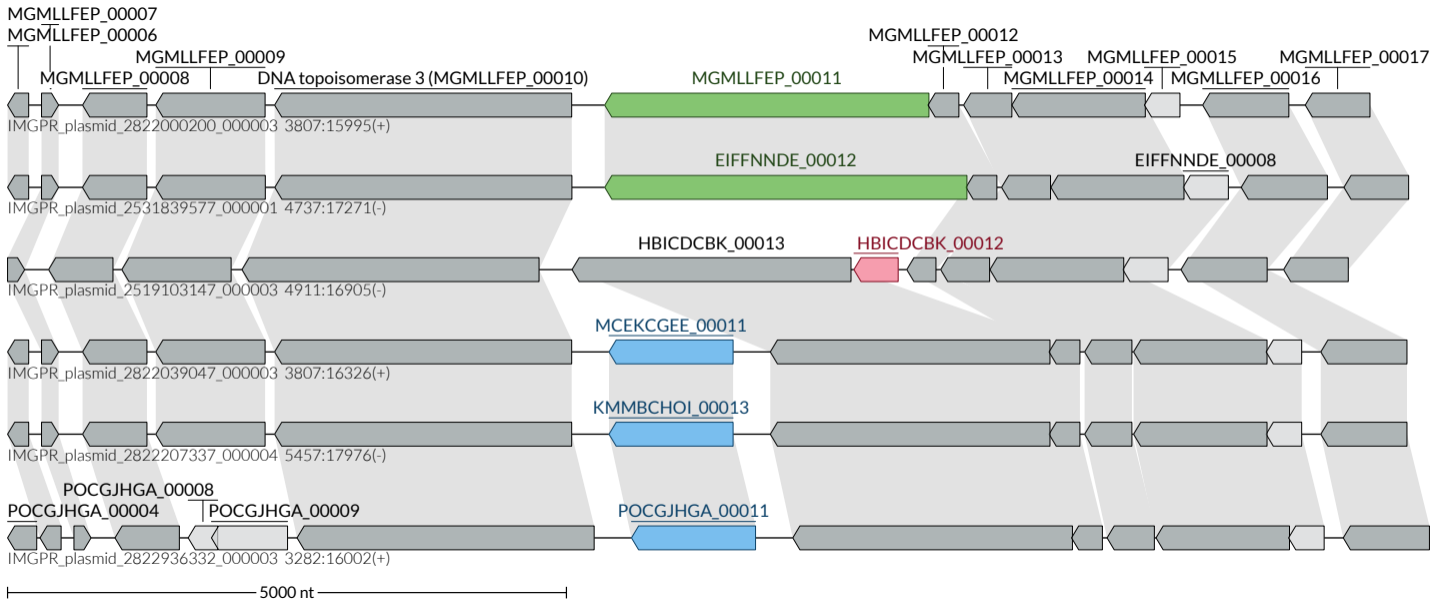 MGMLLFEP_00007
MGMLLFEP_00006
MGMLLFEP_00012
MGMLLFEP_00009
MGMLLFEP_00013
MGMLLFEP_00015
MGMLLFEP_00017
MGMLLFEP_00008
DNA topoisomerase 3 (MGMLLFEP_00010)
MGMLLFEP_00011
MGMLLFEP_00014
MGMLLFEP_00016
IMGPR_plasmid_2822000200_000003 3807:15995(+)
EIFFNNDE_00012
EIFFNNDE_00008
IMGPR_plasmid_2531839577_000001 4737:17271(-)
HBICDCBK_00013
HBICDCBK_00012
IMGPR_plasmid_2519103147_000003 4911:16905(-)
MCEKCGEE_00011
IMGPR_plasmid_2822039047_000003 3807:16326(+)
KMMBCHOI_00013
IMGPR_plasmid_2822207337_000004 5457:17976(-)
POCGJHGA_00008
POCGJHGA_00004
POCGJHGA_00009
POCGJHGA_00011
IMGPR_plasmid_2822936332_000003 3282:16002(+)
5000 nt